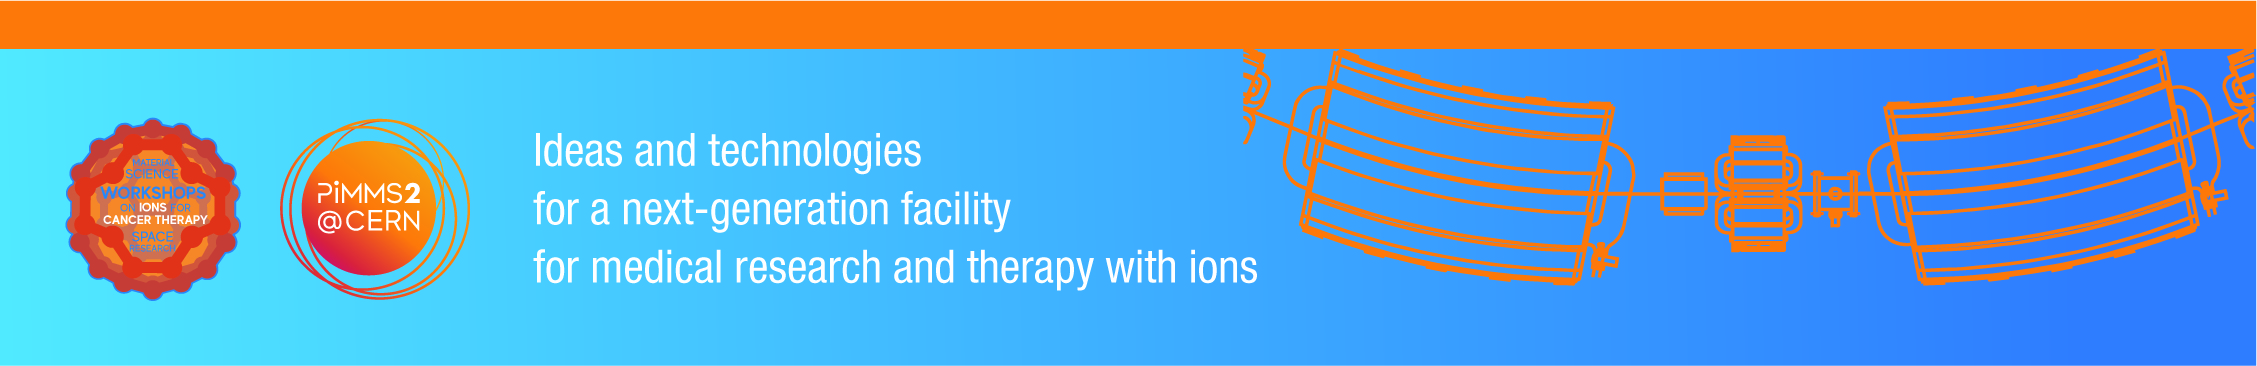 MATERIAL
SCIENCE
WORKSHOPS
ON IONS FOR
CANCER THERAPY
SPACE
RESEARCH
PiMMS2
@CERN
Ideas and technologies
for a next-generation facility
for medical research and therapy with ions